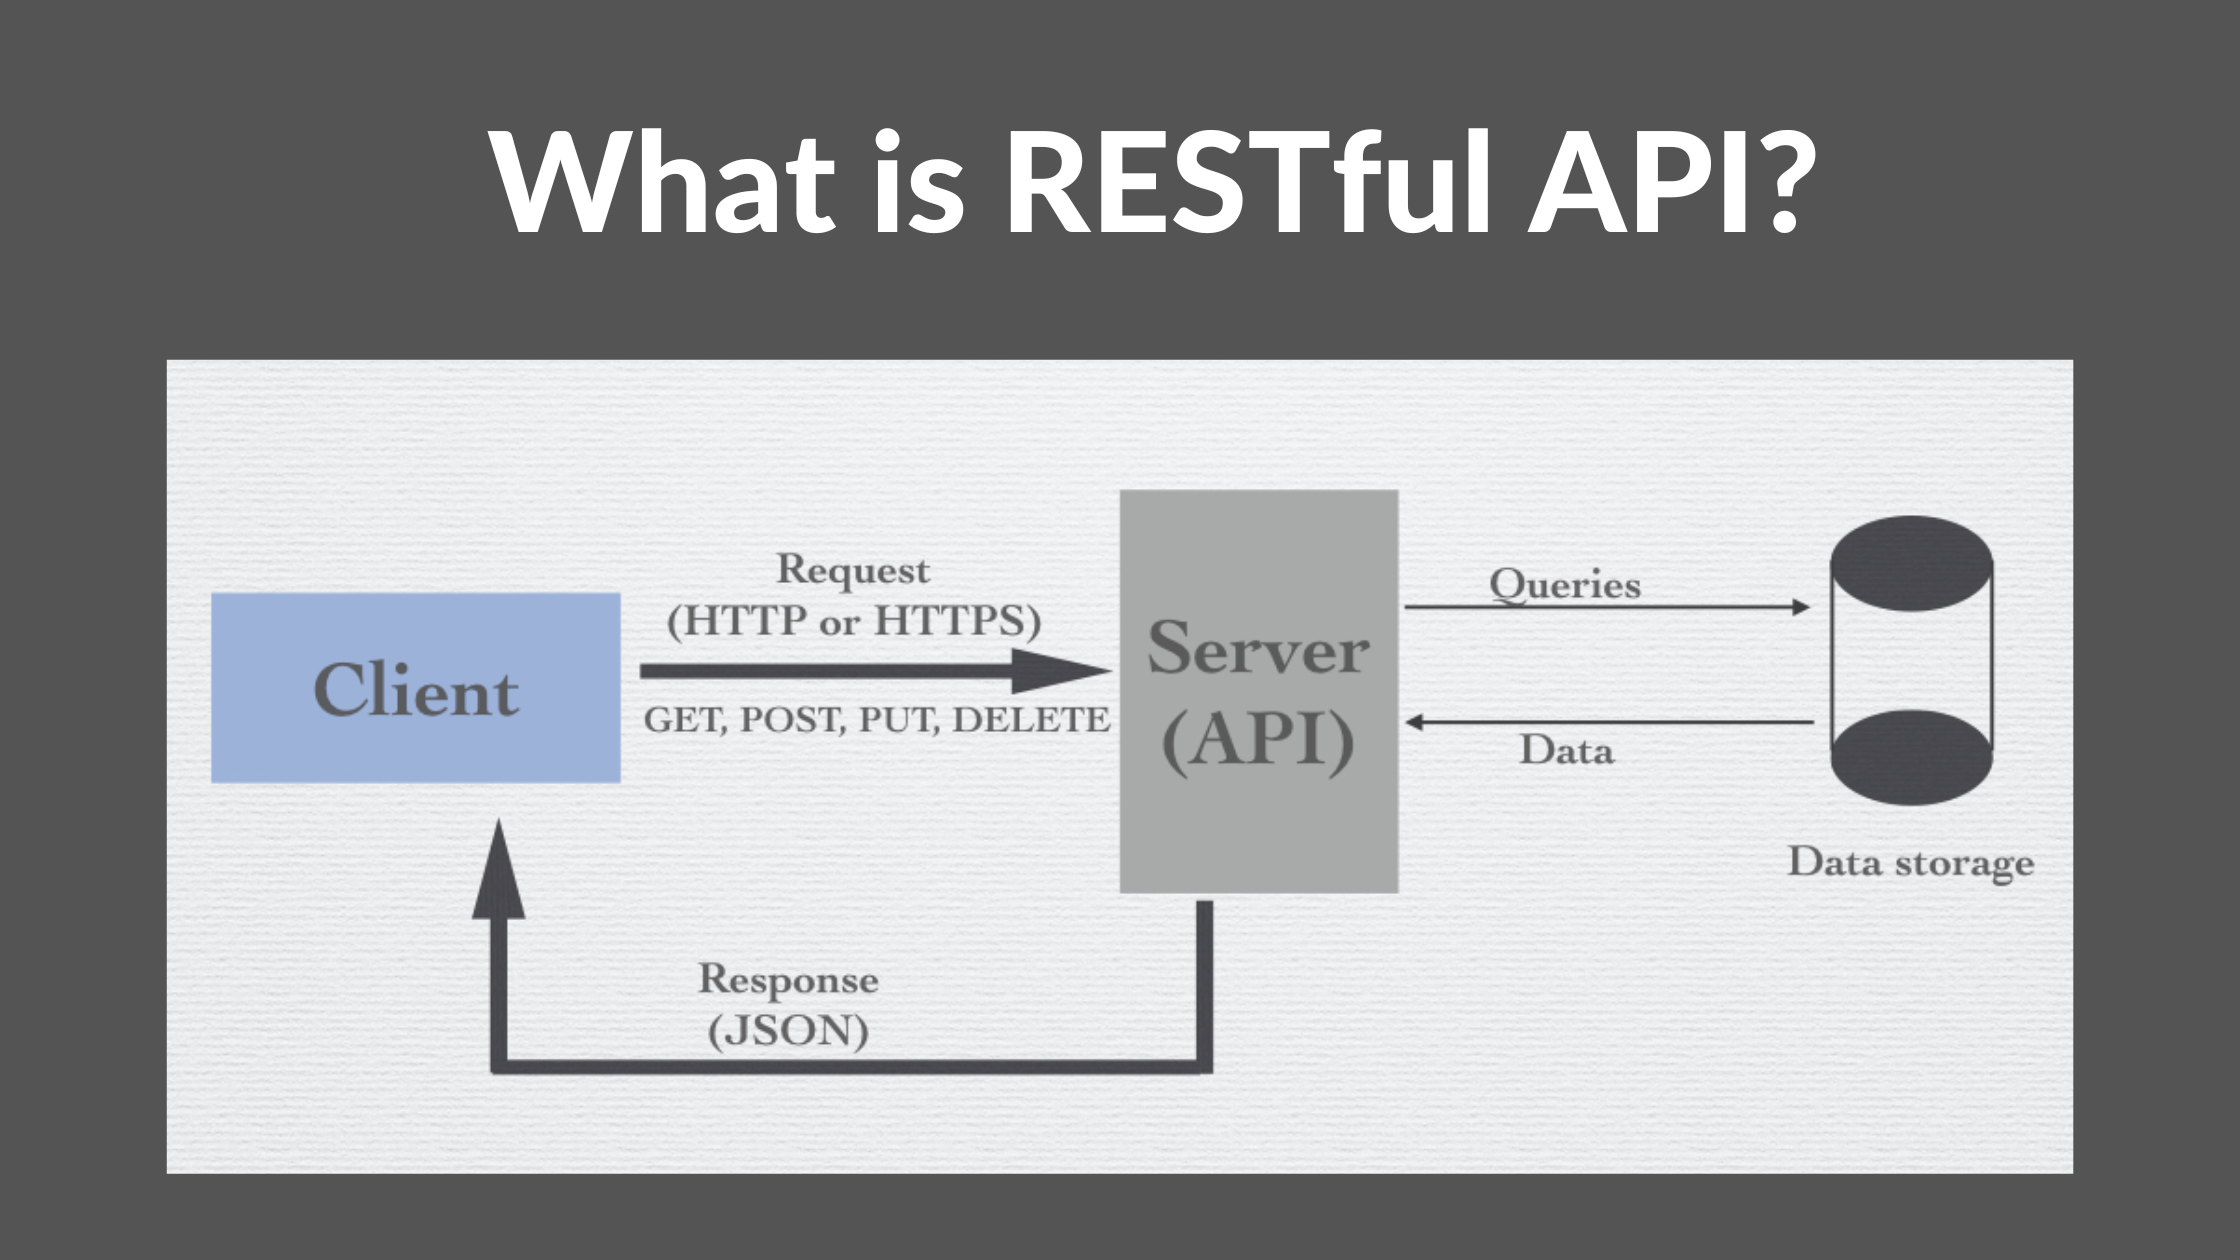 What is RESTful API?
Request
(HTTP or HTTPS)
Client
GET, POST, PUT, DELETE
Server
(API)
Queries
Data
Data storage
Response
(JSON)